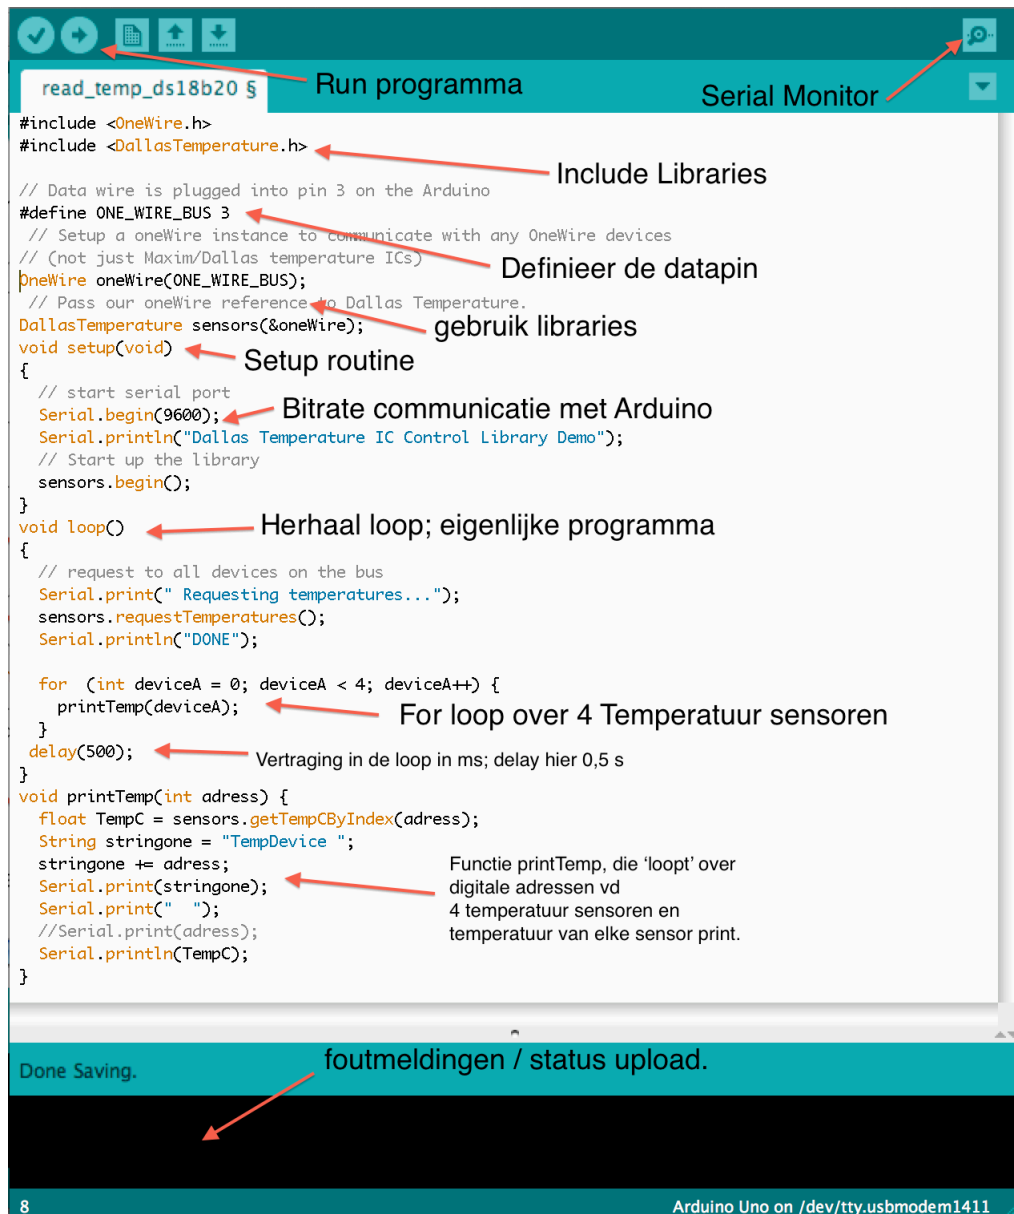 Run programma
Serial Monitor
read_temp_ds18b20 §
#include <OneWire.h>
#include <DallasTemperature.h>
Include Libraries
// Data wire is plugged into pin 3 on the Arduino
#define ONE_WIRE_BUS 3
// Setup a oneWire instance to communicate with any OneWire devices
// (not just Maxim/Dallas temperature ICs)
Definieer de datapin
OneWire oneWire(ONE_WIRE_BUS);
// Pass our oneWire reference to Dallas Temperature.
gebruik libraries
DallasTemperature sensors(&oneWire);
void setup(void)
Setup routine
{
// start serial port
Serial.begin(9600);
Bitrate communicatie met Arduino
Serial.println("Dallas Temperature IC Control Library Demo");
// Start up the library
sensors.begin();
}
void loop()
Herhaal loop; eigenlijke programma
{
// request to all devices on the bus
Serial.print(" Requesting temperatures...");
sensors.requestTemperatures();
Serial.println("DONE");
for  (int deviceA = 0; deviceA < 4; deviceA++) {
printTemp(deviceA);
For loop over 4 Temperatuur sensoren
}
delay(500);
Vertraging in de loop in ms; delay hier 0,5 s
}
void printTemp(int adress) {
float TempC = sensors.getTempCByIndex(adress);
String stringone = "TempDevice ";
stringone += adress;
Serial.print(stringone);
Serial.print("  ");
//Serial.print(adress);
Serial.println(TempC);
}
Functie printTemp, die ‘loopt’ over
digitale adressen vd
4 temperatuur sensoren en
temperatuur van elke sensor print.
foutmeldingen / status upload.
Done Saving.
8
Arduino Uno on /dev/tty.usbmodem1411